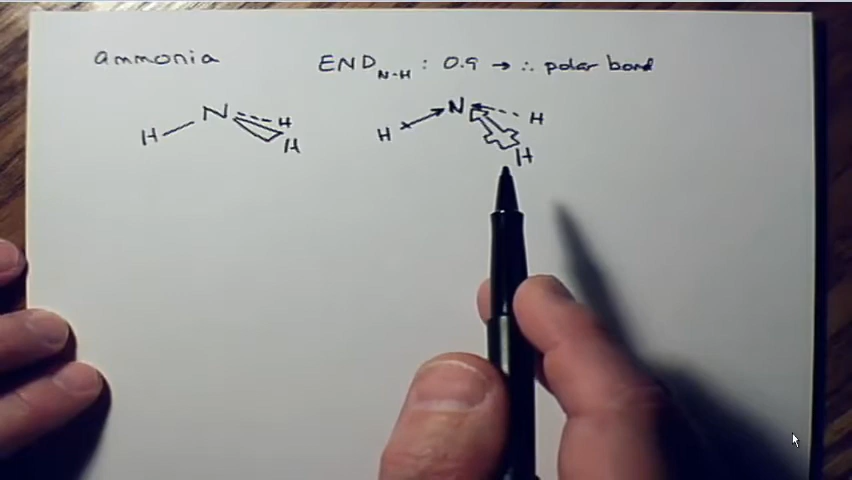 ammonia END N-H : 0.9 → ∴ polar bond
N H H H
N H H H